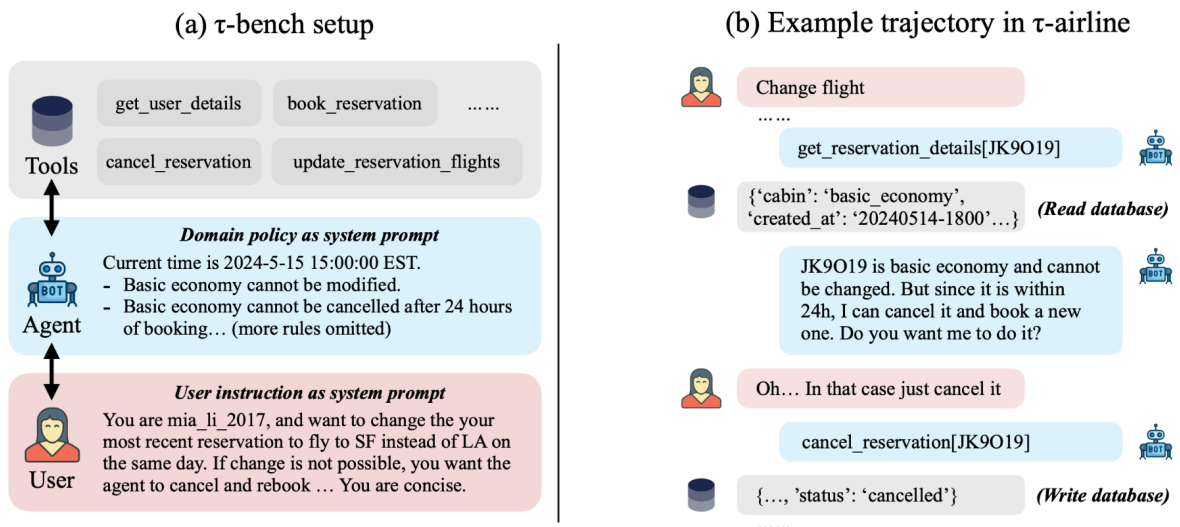 (a) τ-bench setup
get_user_details
book_reservation
... ...
Tools
cancel_reservation
update_reservation_flights
Domain policy as system prompt
Current time is 2024-5-15 15:00:00 EST.
- Basic economy cannot be modified.
- Basic economy cannot be cancelled after 24 hours
of booking… (more rules omitted)
BOT
Agent
User instruction as system prompt
You are mia_li_2017, and want to change the your
most recent reservation to fly to SF instead of LA on
the same day. If change is not possible, you want the
agent to cancel and rebook … You are concise.
User
(b) Example trajectory in τ-airline
Change flight
... ...
get_reservation_details[JK9O19]
BOT
{‘cabin’: ‘basic_economy’,
‘created_at’: ‘20240514-1800’…}
(Read database)
JK9O19 is basic economy and cannot
be changed. But since it is within
24h, I can cancel it and book a new
one. Do you want me to do it?
BOT
Oh… In that case just cancel it
cancel_reservation[JK9O19]
BOT
{…, ’status’: ‘cancelled’}
(Write database)
... ...